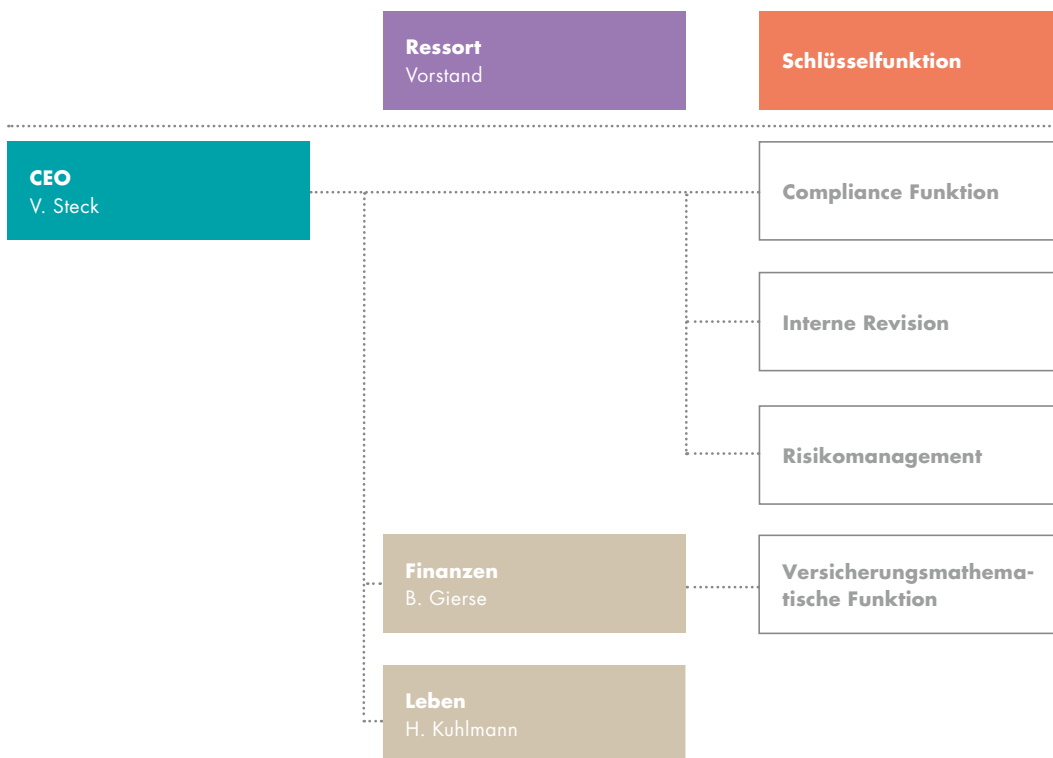 Ressort
Vorstand
Schlüsselfunktion
CEO
V. Steck
Compliance Funktion
Interne Revision
Risikomanagement
Finanzen
B. Gierse
Versicherungsmathema-
tische Funktion
Leben
H. Kuhlmann